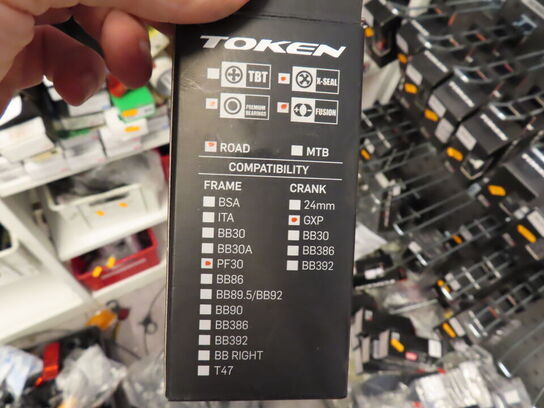 TOKEN
TBT X-SEAL
PREMIUM BEARINGS FUSION
ROAD MTB
COMPATIBILITY
FRAME CRANK
BSA 24mm
ITA GXP
BB30 BB30
BB30A BB386
PF30 BB392
BB86
BB89.5/BB92
BB90
BB386
BB392
BB RIGHT
T47